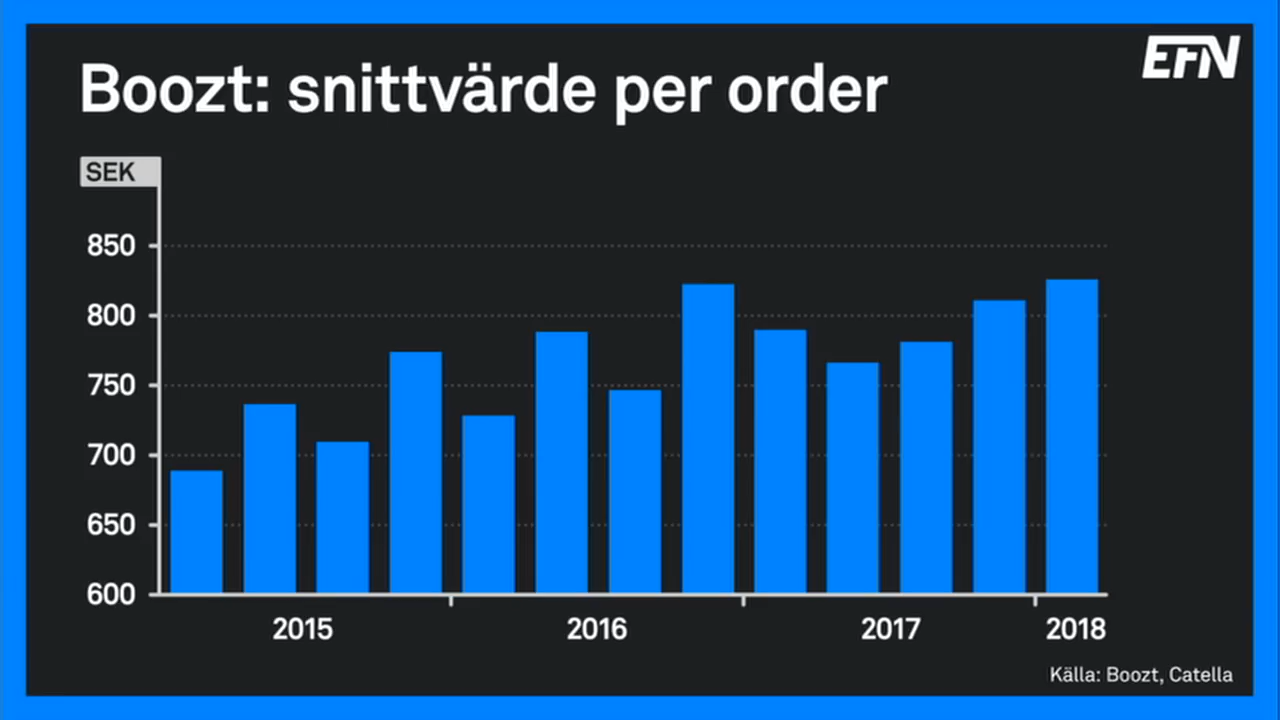 EFN
Boozt: snittvärde per order
SEK
850
800
750
700
650
600
2015 2016 2017 2018
Källa: Boozt, Catella